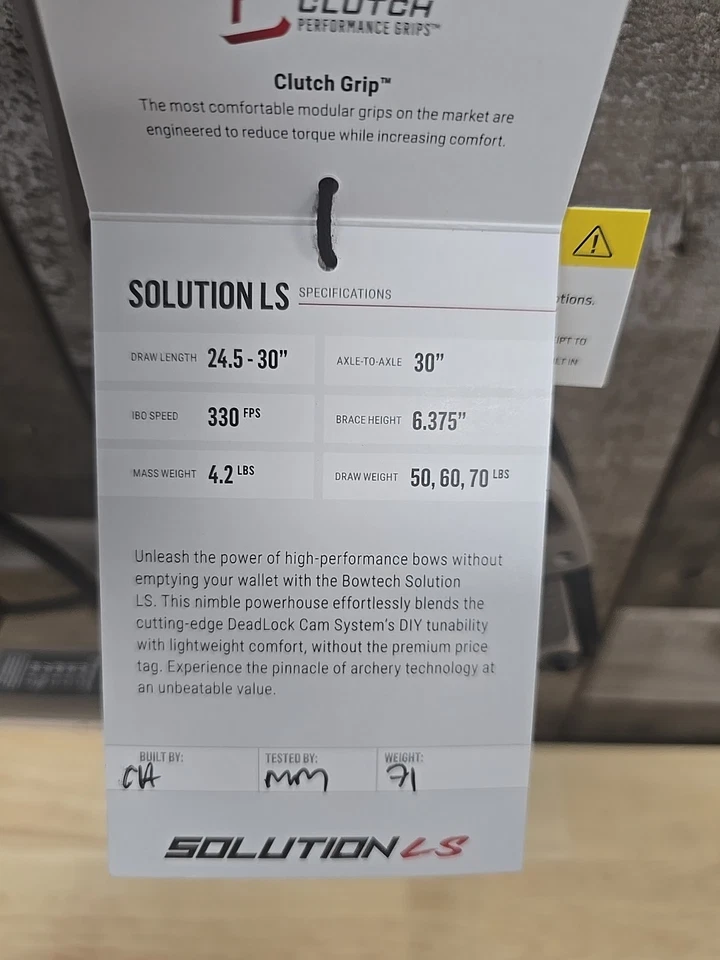 CLUTCH
PERFORMANCE GRIPS™
Clutch Grip™
The most comfortable modular grips on the market are
engineered to reduce torque while increasing comfort.
SOLUTION LS SPECIFICATIONS
DRAW LENGTH 24.5 - 30” AXLE-TO-AXLE 30”
IBO SPEED 330 FPS BRACE HEIGHT 6.375”
MASS WEIGHT 4.2 LBS DRAW WEIGHT 50, 60, 70 LBS
Unleash the power of high-performance bows without
emptying your wallet with the Bowtech Solution
LS. This nimble powerhouse effortlessly blends the
cutting-edge DeadLock Cam System’s DIY tunability
with lightweight comfort, without the premium price
tag. Experience the pinnacle of archery technology at
an unbeatable value.
BUILT BY: TESTED BY: WEIGHT:
CIA MM 71
SOLUTION LS